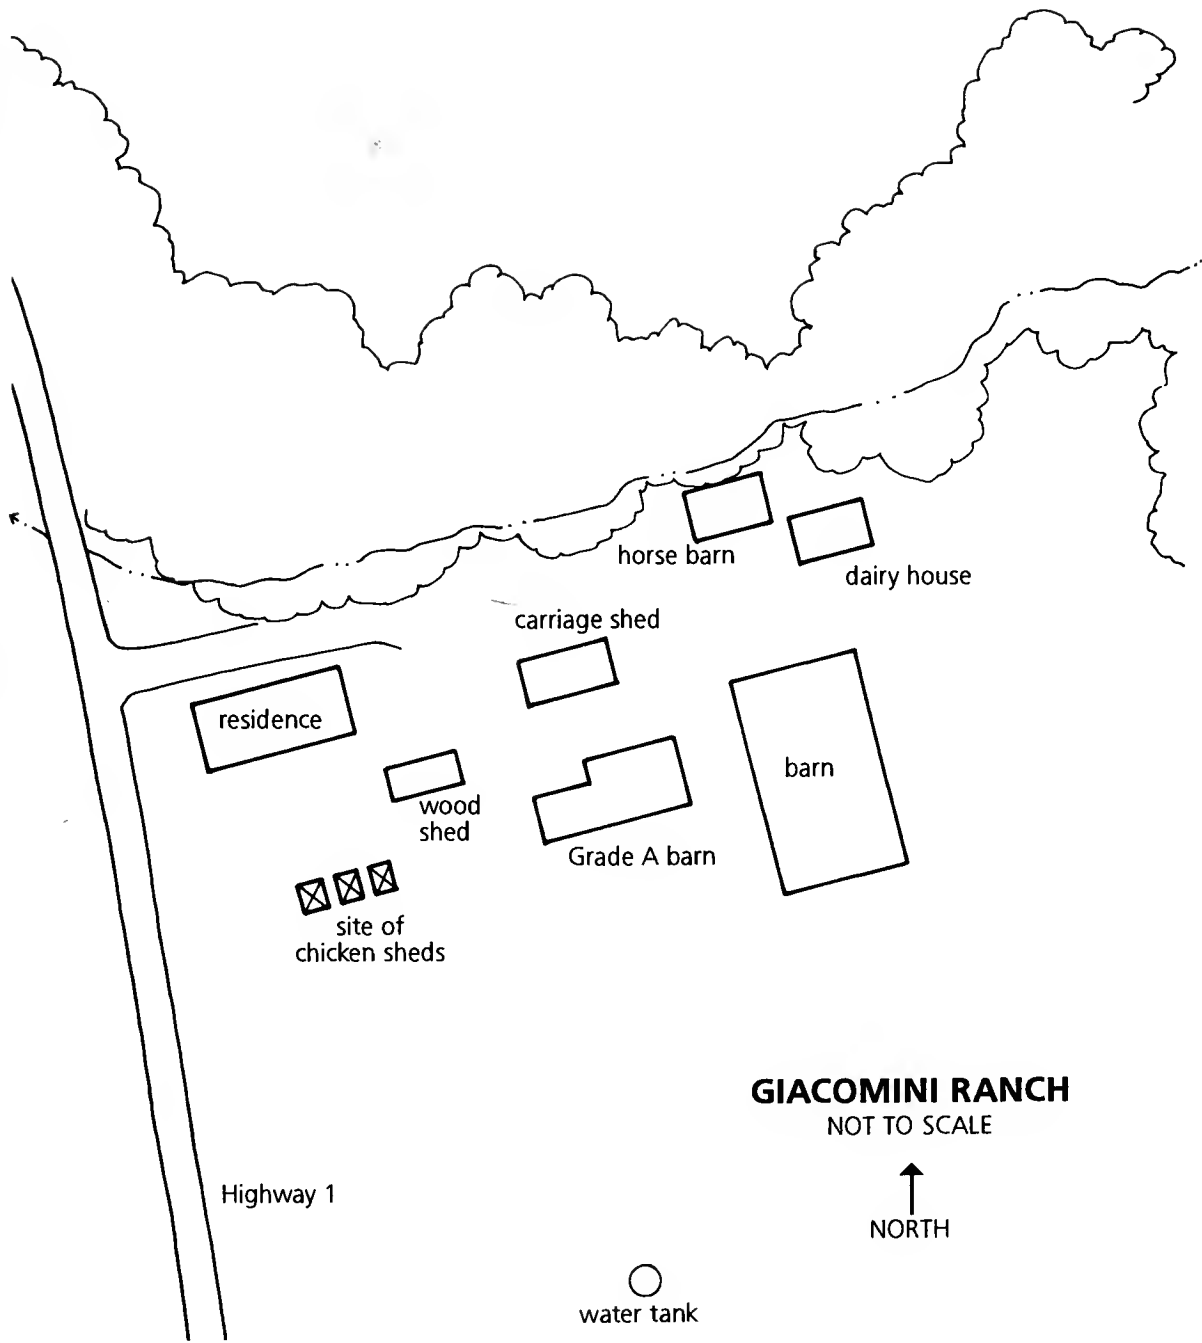 horse barn
dairy house
carriage shed
residence
barn
wood
shed
Grade A barn
site of
chicken sheds
GIACOMINI RANCH
NOT TO SCALE
Highway 1
NORTH
water tank